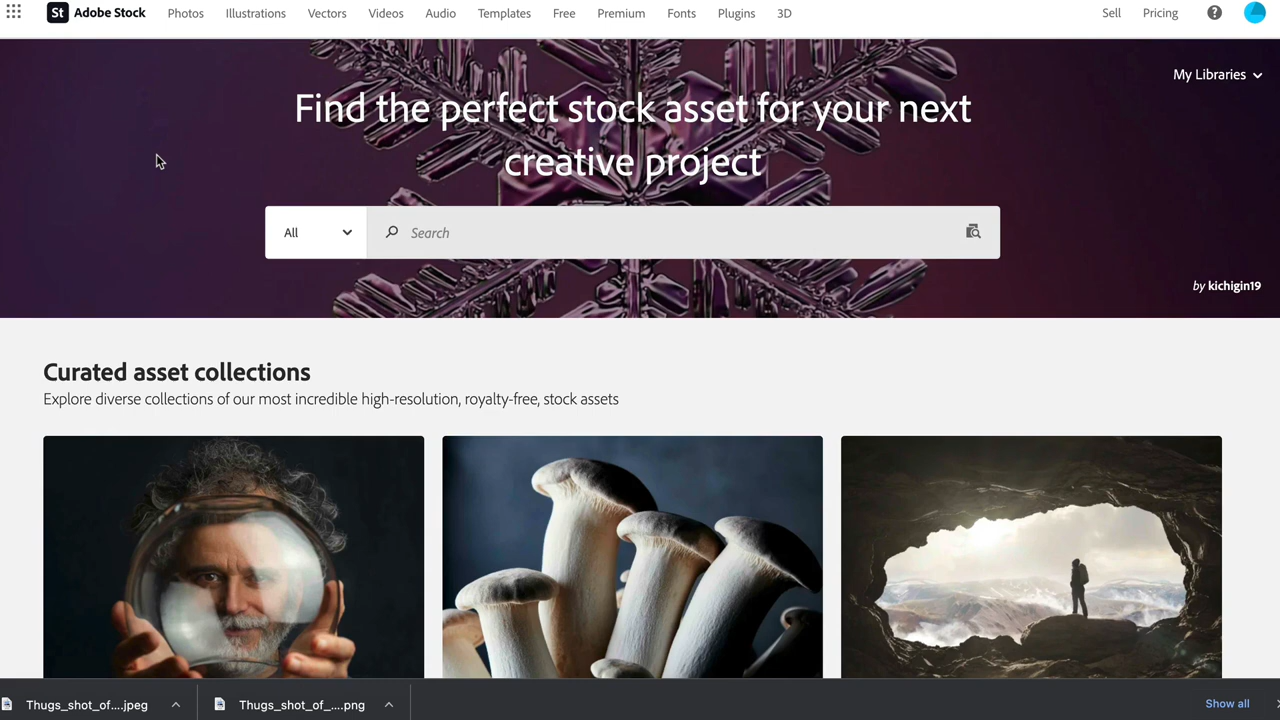 St Adobe Stock Photos Illustrations Vectors Videos Audio Templates Free Premium Fonts Plugins 3D Sell Pricing ?
My Libraries
Find the perfect stock asset for your next
creative project
All Search
by kichigin19
Curated asset collections
Explore diverse collections of our most incredible high-resolution, royalty-free, stock assets
Thugs_shot_of....jpeg Thugs_shot_of_....png Show all